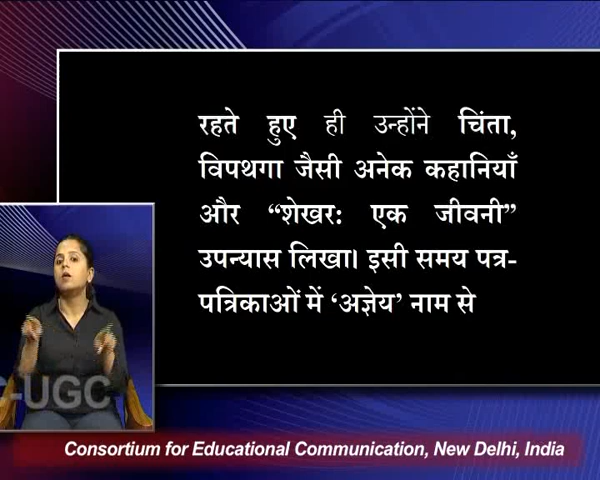 रहते हुए ही उन्होंने चिंता,
विपथगा जैसी अनेक कहानियाँ
और “शेखर: एक जीवनी”
उपन्यास लिखा। इसी समय पत्र-
पत्रिकाओं में ‘अज्ञेय’ नाम से
C-UGC
Consortium for Educational Communication, New Delhi, India